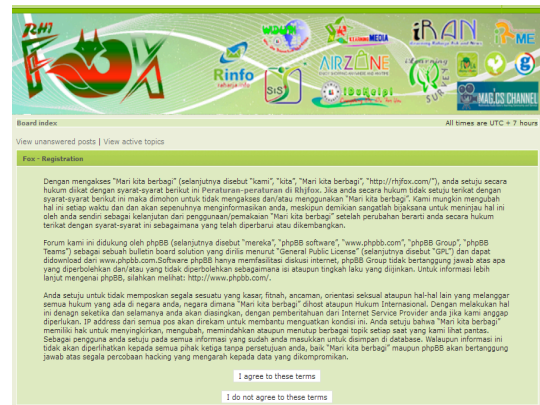 RHI
FOX
WADAH
LEARNING MEDIA
iRAN
ME
AIRZONE
Rinfo
raharja.info
SIS+
iLearning
SURVEY
iDuReispi
MAG.CS CHANNEL
Board index
All times are UTC + 7 hours
View unanswered posts | View active topics
Fox - Registration
Dengan mengakses “Mari kita berbagi” (selanjutnya disebut “kami”, “kita”, “Mari kita berbagi”, “http://rhjfox.com/”), anda setuju secara
hukum diikat dengan syarat-syarat berikut ini Peraturan-peraturan di Rhjfox. Jika anda secara hukum tidak setuju terikat dengan
syarat-syarat berikut ini maka dimohon untuk tidak mengakses dan/atau menggunakan “Mari kita berbagi”. Kami mungkin mengubah
hal ini setiap waktu dan dan akan sepenuhnya menginformasikan anda, meskipun demikian sangatlah bijaksana untuk meninjau hal ini
oleh anda sendiri sebagai kelanjutan dari penggunaan/pemakaian “Mari kita berbagi” setelah perubahan berarti anda secara hukum
terikat dengan syarat-syarat ini sebagaimana yang telah diperbarui atau dikembangkan.
Forum kami ini didukung oleh phpBB (selanjutnya disebut “mereka”, “phpBB software”, “www.phpbb.com”, “phpBB Group”, “phpBB
Teams”) sebagai sebuah bulletin board solution yang dirilis menurut “General Public License” (selanjutnya disebut “GPL”) dan dapat
didownload dari www.phpbb.com.Software phpBB hanya memfasilitasi diskusi internet, phpBB Group tidak bertanggung jawab atas apa
yang diperbolehkan dan/atau yang tidak diperbolehkan sebagaimana isi ataupun tingkah laku yang diijinkan. Untuk informasi lebih
lanjut mengenai phpBB, silahkan melihat: http://www.phpbb.com/.
Anda setuju untuk tidak memposkan segala sesuatu yang kasar, fitnah, ancaman, orientasi seksual ataupun hal-hal lain yang melanggar
semua hukum yang ada di negara anda, negara dimana “Mari kita berbagi” dihost ataupun Hukum Internasional. Dengan melakukan hal
ini denagn seketika dan selamanya anda akan diasingkan, dengan pemberitahuan dari Internet Service Provider anda jika kami anggap
diperlukan. IP address dari semua pos akan direkam untuk membantu menguatkan kondisi ini. Anda setuju bahwa “Mari kita berbagi”
memiliki hak untuk menyingkirkan, mengubah, memindahkan ataupun menutup berbagai topik setiap saat yang kami lihat pantas.
Sebagai pengguna anda setuju pada semua informasi yang sudah anda masukkan untuk disimpan di database. Walaupun informasi ini
tidak akan diperlihatkan kepada semua pihak ketiga tanpa persetujuan anda, baik “Mari kita berbagi” maupun phpBB akan bertanggung
jawab atas segala percobaan hacking yang mengarah kepada data yang dikompromikan.
I agree to these terms
I do not agree to these terms